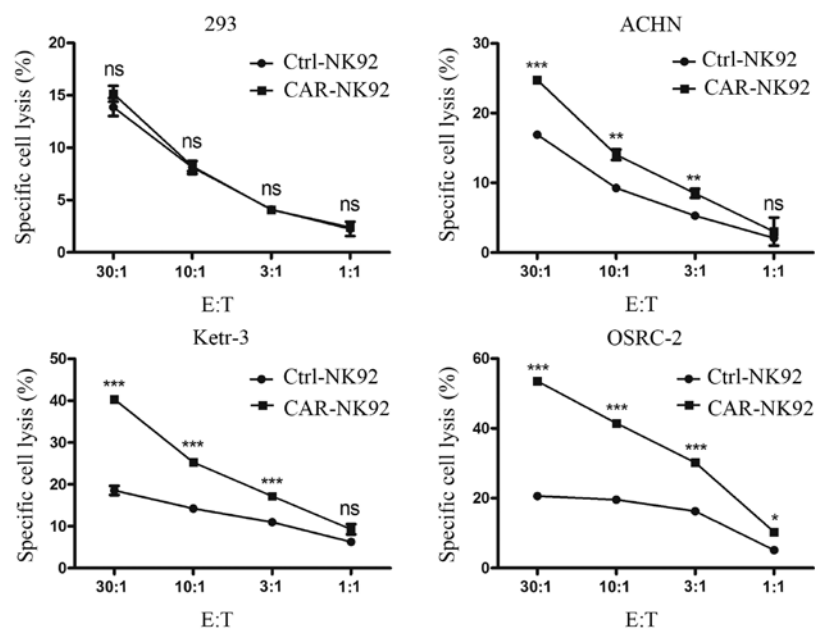 293
Specific cell lysis (%)
20
15
10
5
0
ns
ns
ns
ns
Ctrl-NK92
CAR-NK92
30:1 10:1 3:1 1:1
E:T
ACHN
Specific cell lysis (%)
30
20
10
0
***
**
**
ns
Ctrl-NK92
CAR-NK92
30:1 10:1 3:1 1:1
E:T
Ketr-3
Specific cell lysis (%)
50
40
30
20
10
0
***
***
***
ns
Ctrl-NK92
CAR-NK92
30:1 10:1 3:1 1:1
E:T
OSRC-2
Specific cell lysis (%)
60
40
20
0
***
***
***
*
Ctrl-NK92
CAR-NK92
30:1 10:1 3:1 1:1
E:T